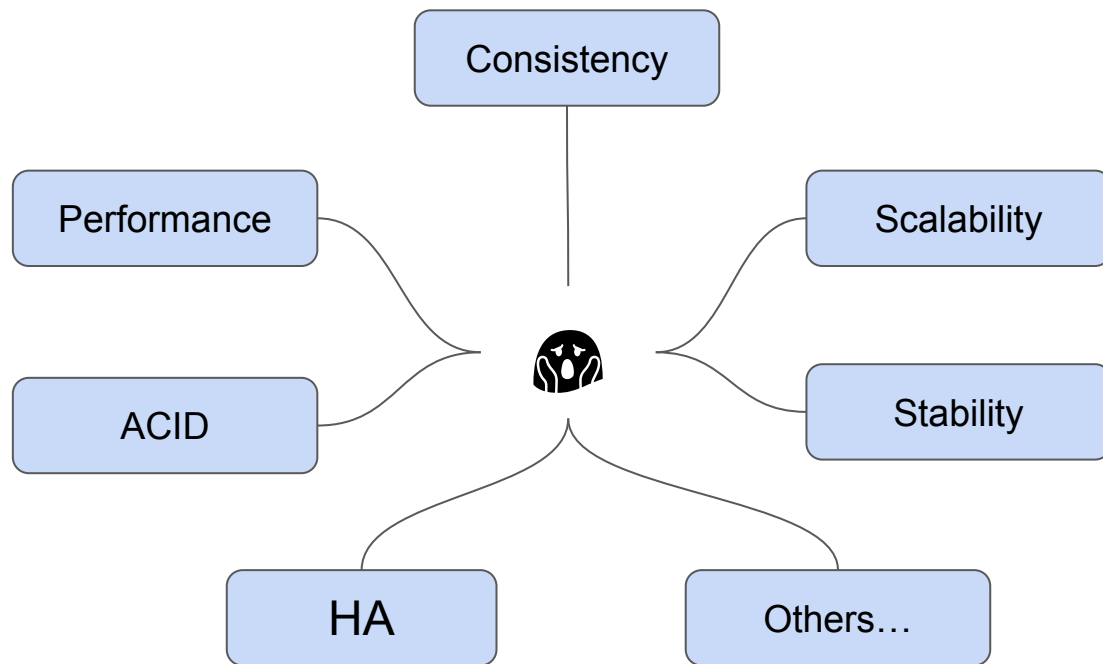 Consistency
Performance
Scalability
ACID
Stability
HA
Others…